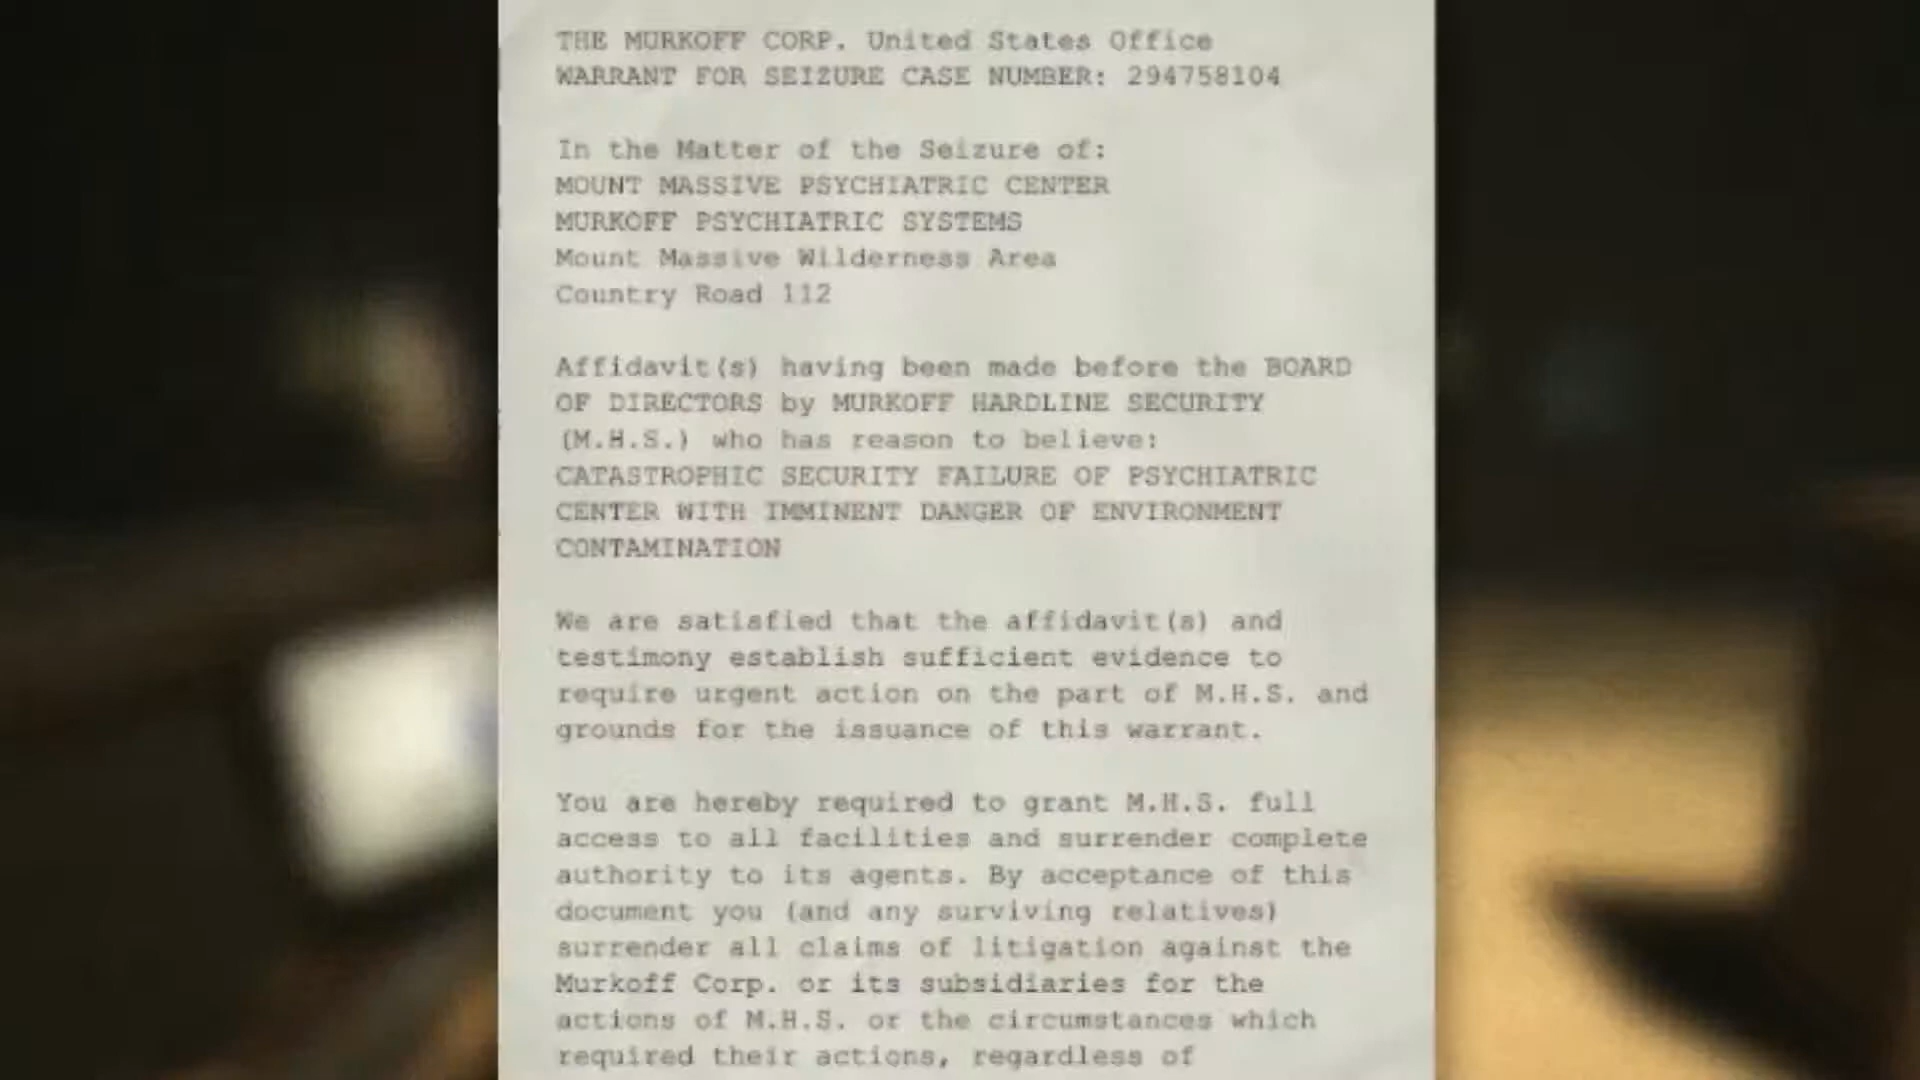 THE MURKOFF CORP. United States Office
WARRANT FOR SEIZURE CASE NUMBER: 294758104
In the Matter of the Seizure of:
MOUNT MASSIVE PSYCHIATRIC CENTER
MURKOFF PSYCHIATRIC SYSTEMS
Mount Massive Wilderness Area
Country Road 112
Affidavit(s) having been made before the BOARD
OF DIRECTORS by MURKOFF HARDLINE SECURITY
(M.H.S.) who has reason to believe:
CATASTROPHIC SECURITY FAILURE OF PSYCHIATRIC
CENTER WITH IMMINENT DANGER OF ENVIRONMENT
CONTAMINATION
We are satisfied that the affidavit(s) and
testimony establish sufficient evidence to
require urgent action on the part of M.H.S. and
grounds for the issuance of this warrant.
You are hereby required to grant M.H.S. full
access to all facilities and surrender complete
authority to its agents. By acceptance of this
document you (and any surviving relatives)
surrender all claims of litigation against the
Murkoff Corp. or its subsidiaries for the
actions of M.H.S. or the circumstances which
required their actions, regardless of